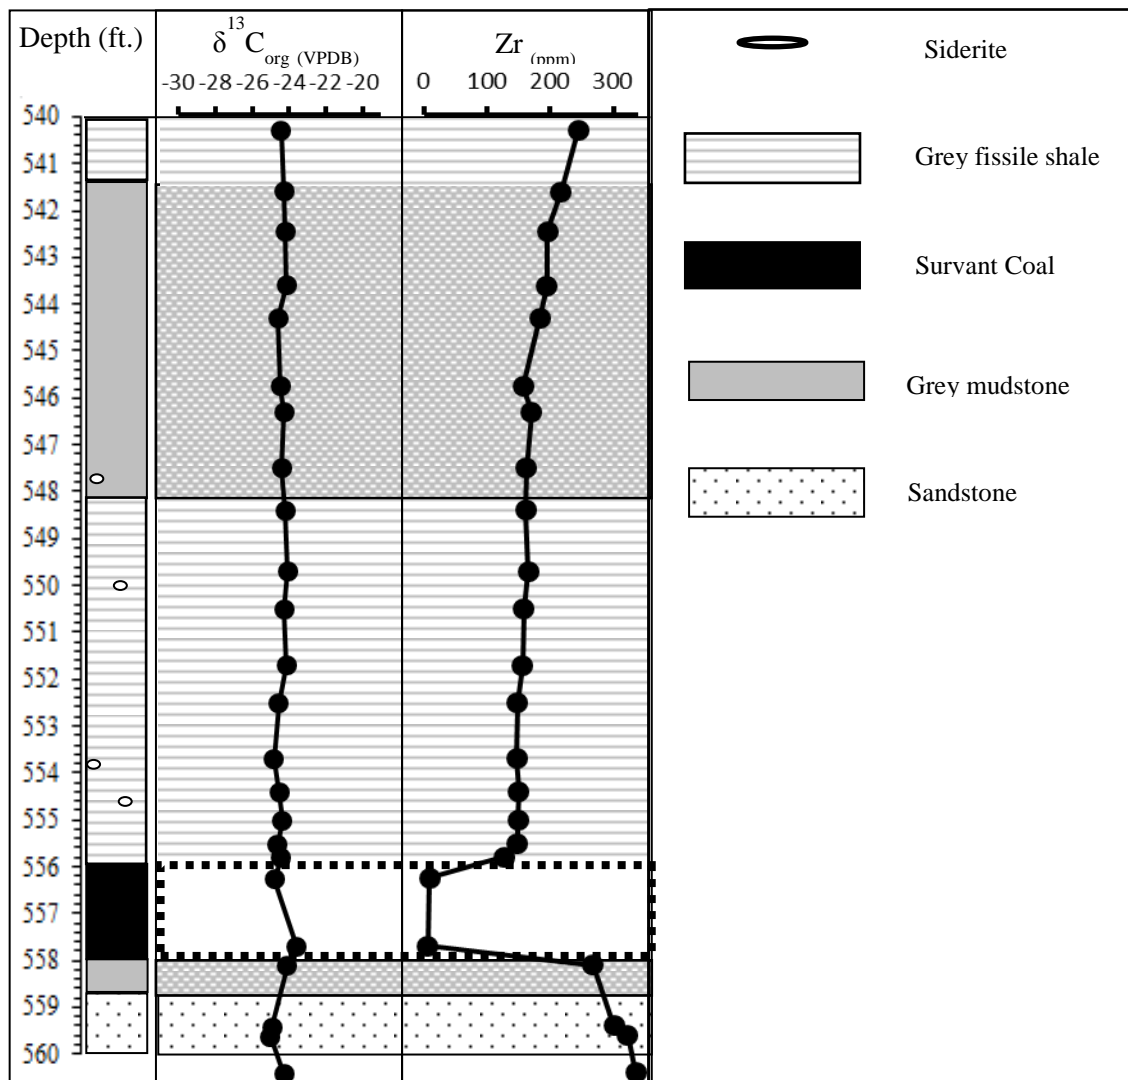 Depth (ft.)
δ13Corg (VPDB)
Zr(ppm)
-30 -28 -26 -24 -22 -20
0 100 200 300
540
541
542
543
544
545
546
547
548
549
550
551
552
553
554
555
556
557
558
559
560
Siderite
Grey fissile shale
Survant Coal
Grey mudstone
Sandstone